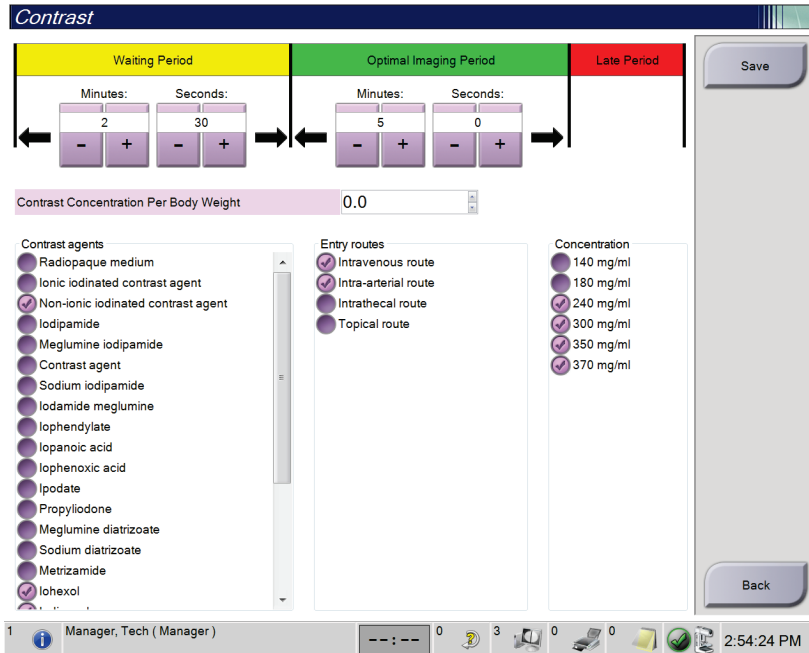 Contrast
Waiting Period Optimal Imaging Period Late Period
Save
Minutes: Seconds: Minutes: Seconds:
2 30 5 0
- + - + - + - +
Contrast Concentration Per Body Weight 0.0
Contrast agents
Radiopaque medium
Ionic iodinated contrast agent
Non-ionic iodinated contrast agent
Iodipamide
Meglumine iodipamide
Contrast agent
Sodium iodipamide
Iodamide meglumine
Iophendylate
Iopanoic acid
Iophenoxic acid
Ipodate
Propyliodone
Meglumine diatrizoate
Sodium diatrizoate
Metrizamide
Iohexol
Entry routes
Intravenous route
Intra-arterial route
Intrathecal route
Topical route
Concentration
140 mg/ml
180 mg/ml
240 mg/ml
300 mg/ml
350 mg/ml
370 mg/ml
Back
1 Manager, Tech ( Manager ) --:-- 0 3 0 0 2:54:24 PM